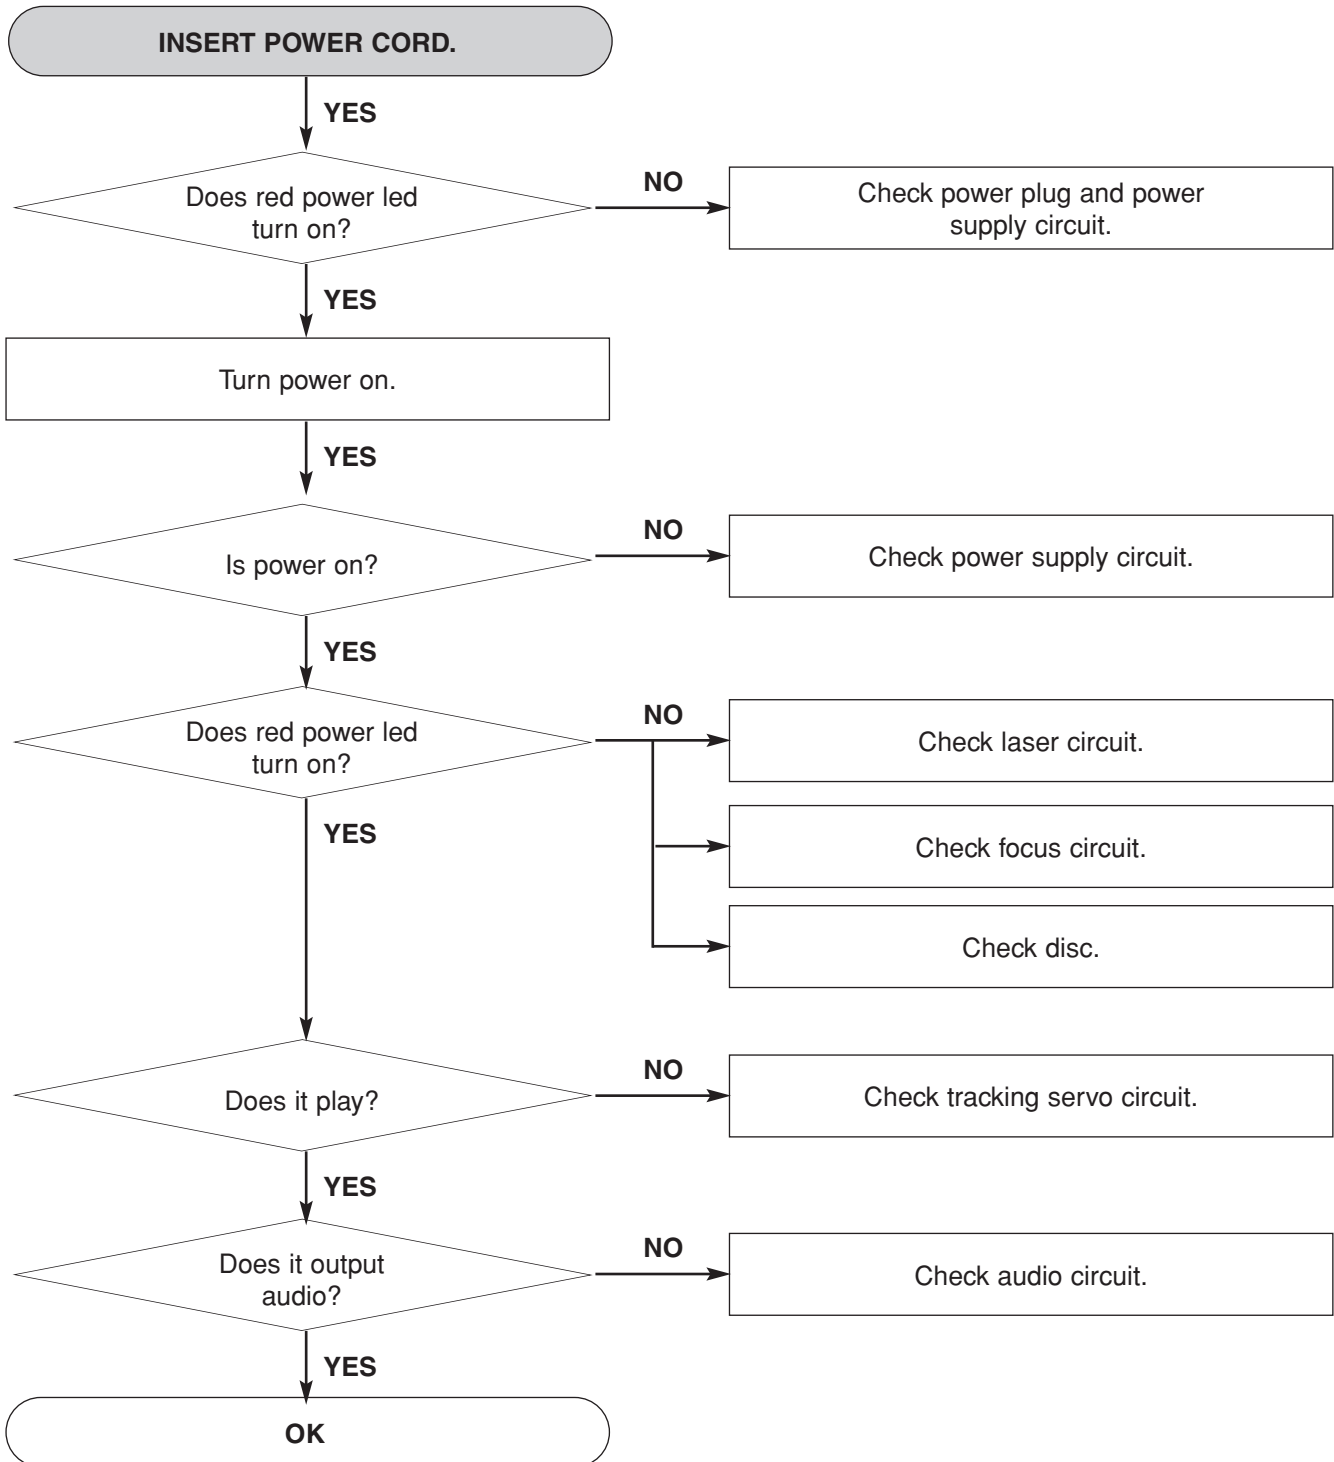 INSERT POWER CORD.
YES
Does red power led
turn on?
NO
Check power plug and power
supply circuit.
YES
Turn power on.
YES
Is power on?
NO
Check power supply circuit.
YES
Does red power led
turn on?
NO
Check laser circuit.
Check focus circuit.
Check disc.
YES
Does it play?
NO
Check tracking servo circuit.
YES
Does it output
audio?
NO
Check audio circuit.
YES
OK